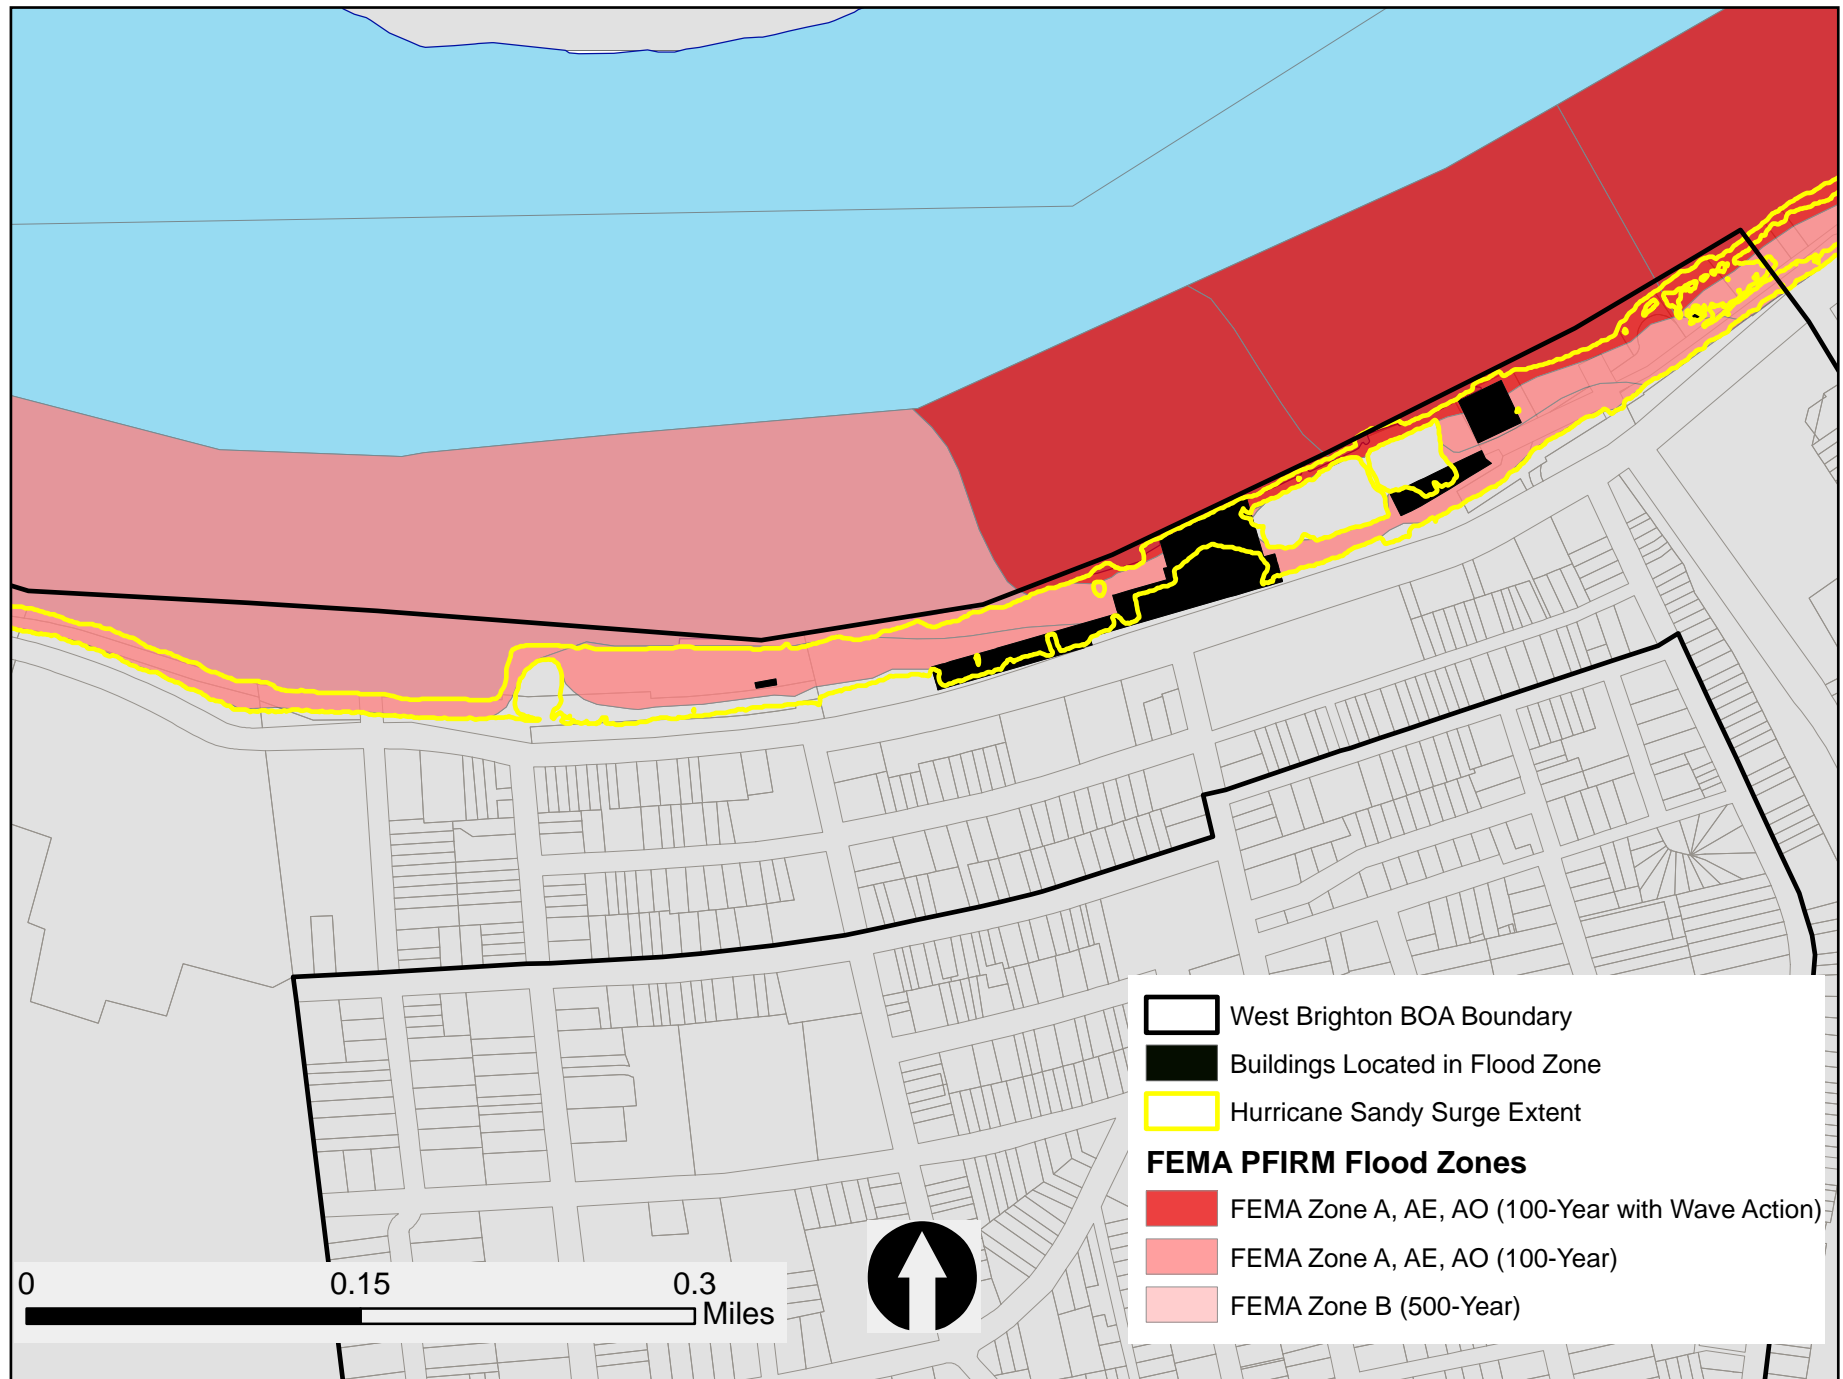 West Brighton BOA Boundary
Buildings Located in Flood Zone
Hurricane Sandy Surge Extent
FEMA PFIRM Flood Zones
FEMA Zone A, AE, AO (100-Year with Wave Action)
FEMA Zone A, AE, AO (100-Year)
FEMA Zone B (500-Year)
0 0.15 0.3
Miles